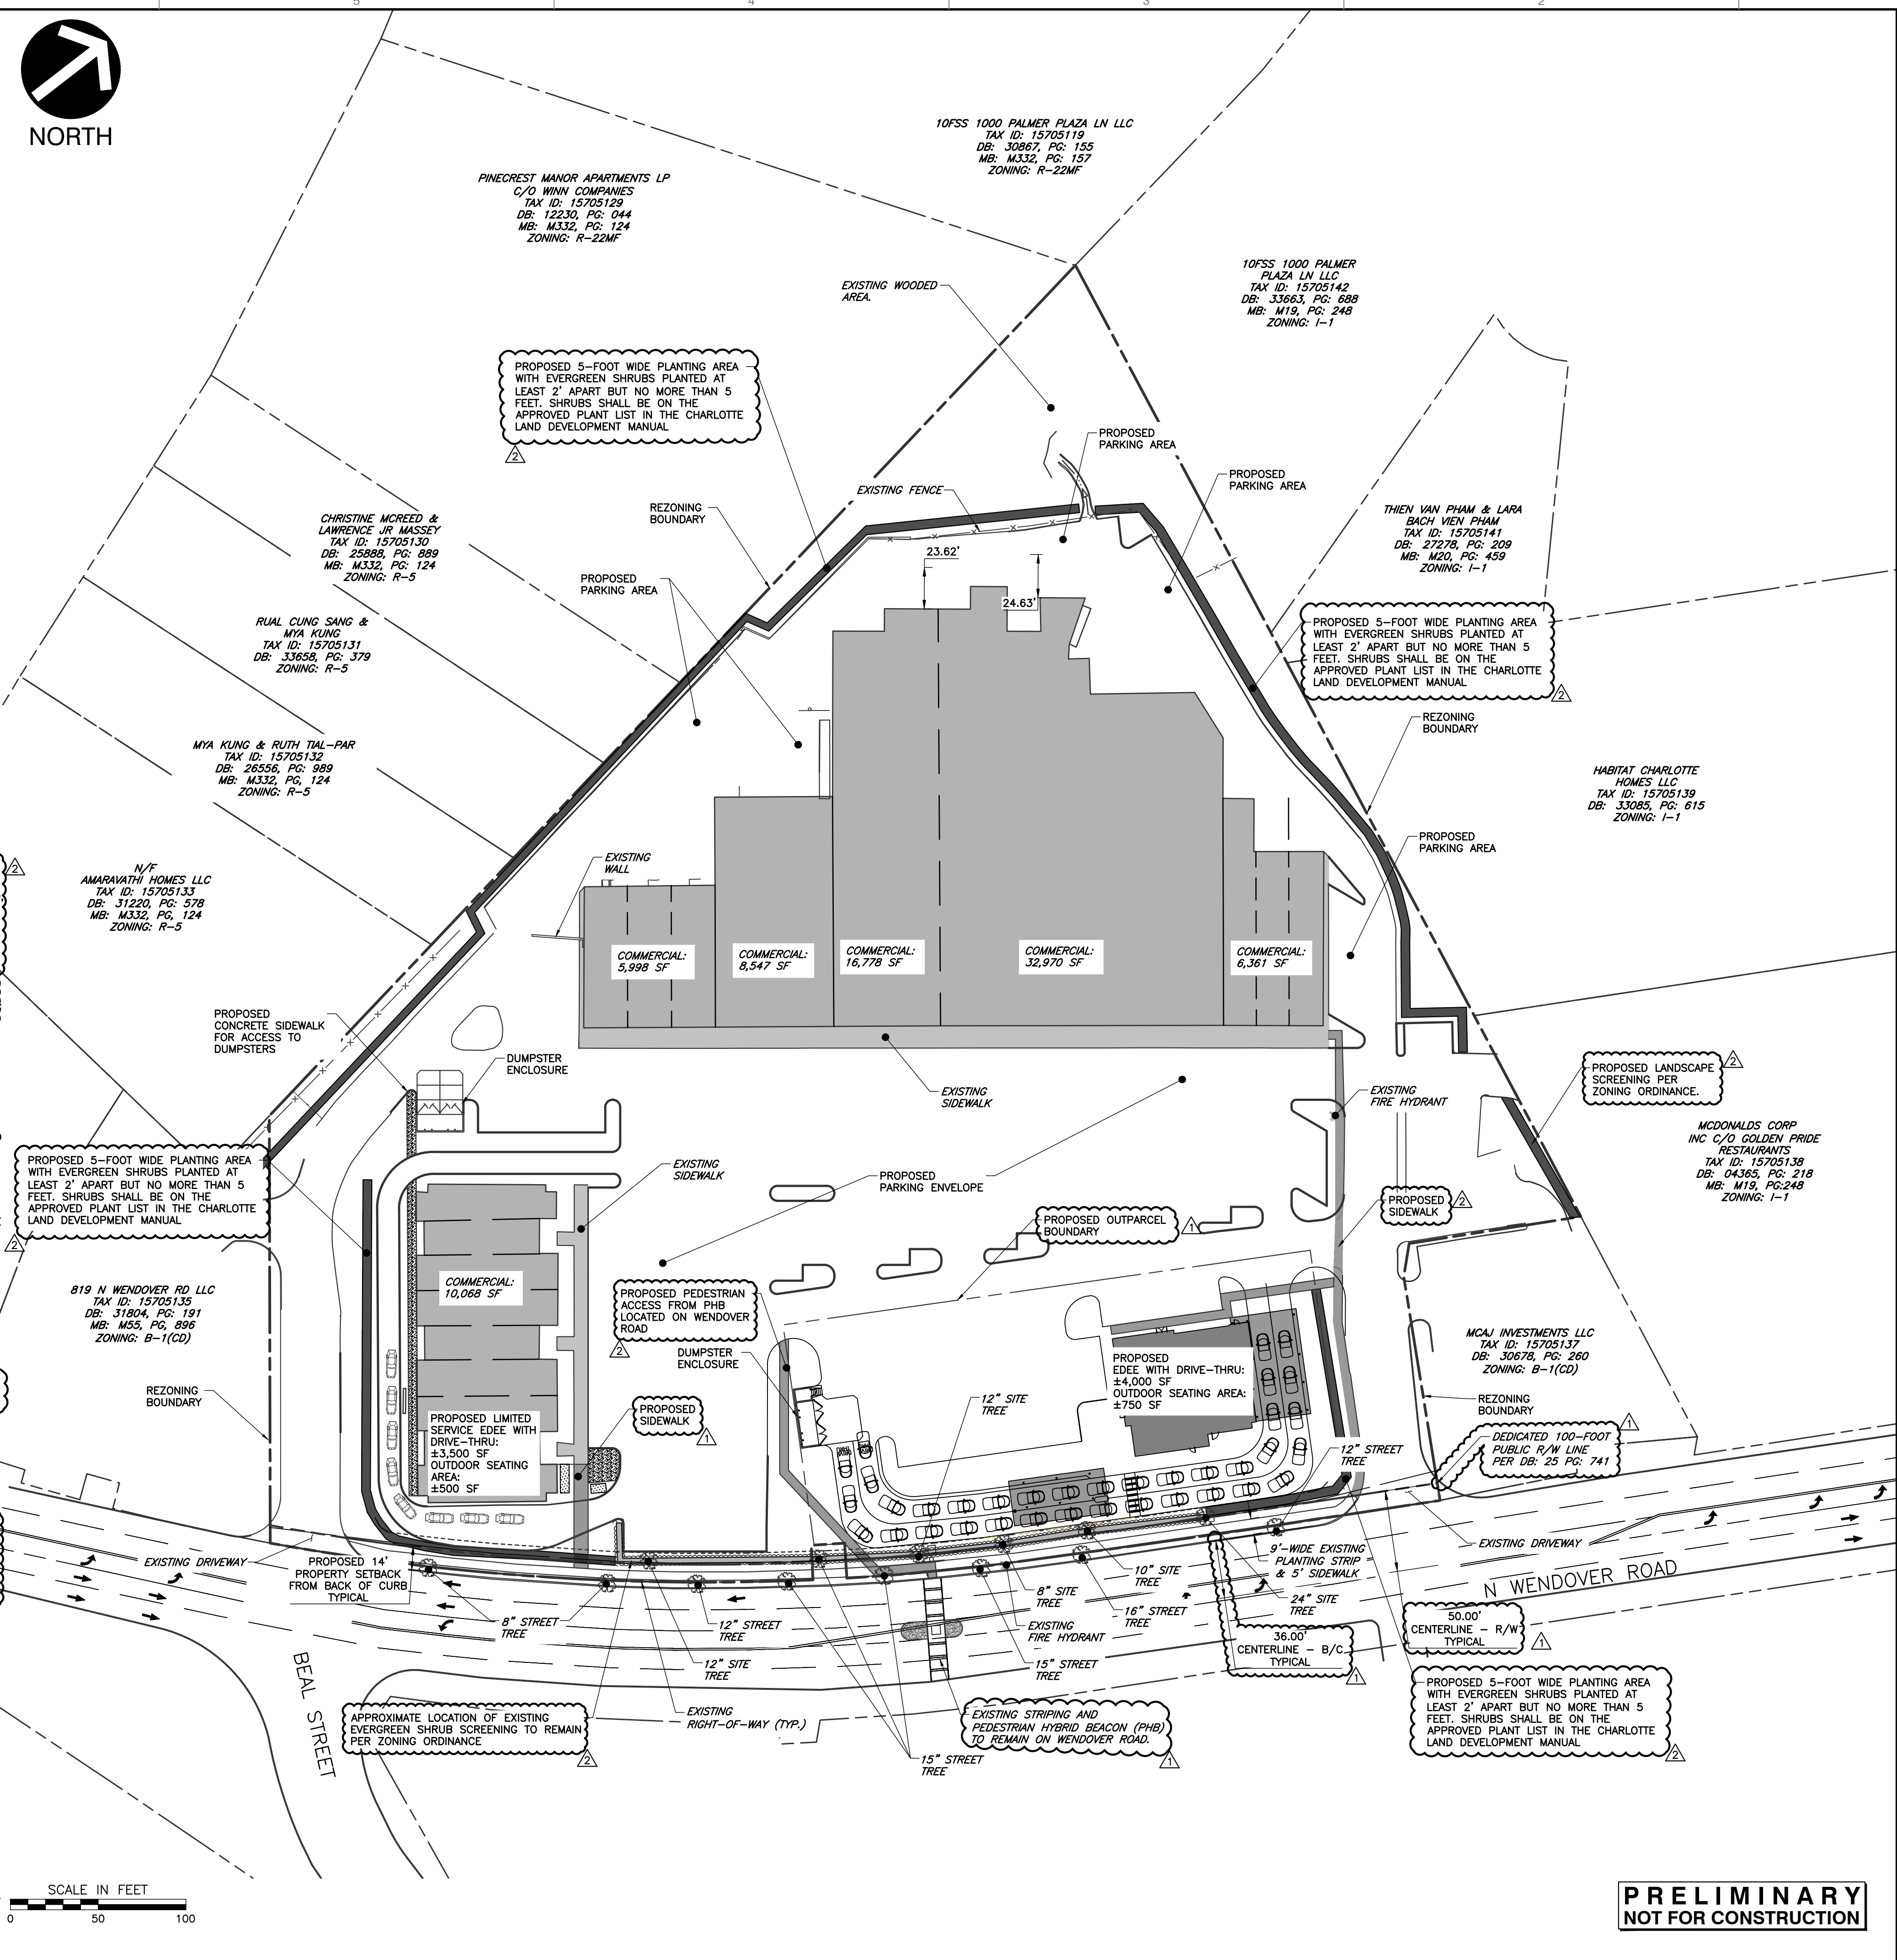 5
4
3
2
NORTH
10FSS 1000 PALMER PLAZA LN LLC
TAX ID: 15705119
DB: 30867, PG: 155
MB: M332, PG: 157
ZONING: R-22MF
PINECREST MANOR APARTMENTS LP
C/O WINN COMPANIES
TAX ID: 15705129
DB: 12230, PG: 044
MB: M332, PG: 124
ZONING: R-22MF
10FSS 1000 PALMER
PLAZA LN LLC
TAX ID: 15705142
DB: 33663, PG: 688
MB: M19, PG: 248
ZONING: I-1
EXISTING WOODED
AREA.
PROPOSED 5-FOOT WIDE PLANTING AREA
WITH EVERGREEN SHRUBS PLANTED AT
LEAST 2' APART BUT NO MORE THAN 5
FEET. SHRUBS SHALL BE ON THE
APPROVED PLANT LIST IN THE CHARLOTTE
LAND DEVELOPMENT MANUAL
2
PROPOSED
PARKING AREA
PROPOSED
PARKING AREA
EXISTING FENCE
REZONING
BOUNDARY
CHRISTINE MCREED &
LAWRENCE JR MASSEY
TAX ID: 15705130
DB: 25888, PG: 889
MB: M332, PG: 124
ZONING: R-5
THIEN VAN PHAM & LARA
BACH VIEN PHAM
TAX ID: 15705141
DB: 27278, PG: 209
MB: M20, PG: 459
ZONING: I-1
23.62'
24.63'
PROPOSED
PARKING AREA
RUAL CUNG SANG &
MYA KUNG
TAX ID: 15705131
DB: 33658, PG: 379
ZONING: R-5
PROPOSED 5-FOOT WIDE PLANTING AREA
WITH EVERGREEN SHRUBS PLANTED AT
LEAST 2' APART BUT NO MORE THAN 5
FEET. SHRUBS SHALL BE ON THE
APPROVED PLANT LIST IN THE CHARLOTTE
LAND DEVELOPMENT MANUAL
2
REZONING
BOUNDARY
MYA KUNG & RUTH TIAL-PAR
TAX ID: 15705132
DB: 26556, PG: 989
MB: M332, PG, 124
ZONING: R-5
HABITAT CHARLOTTE
HOMES LLC
TAX ID: 15705139
DB: 33085, PG: 615
ZONING: I-1
PROPOSED
PARKING AREA
2
N/F
AMARAVATHI HOMES LLC
TAX ID: 15705133
DB: 31220, PG: 578
MB: M332, PG, 124
ZONING: R-5
EXISTING
WALL
COMMERCIAL:
5,998 SF
COMMERCIAL:
8,547 SF
COMMERCIAL:
16,778 SF
COMMERCIAL:
32,970 SF
COMMERCIAL:
6,361 SF
PROPOSED
CONCRETE SIDEWALK
FOR ACCESS TO
DUMPSTERS
DUMPSTER
ENCLOSURE
EXISTING
SIDEWALK
EXISTING
FIRE HYDRANT
PROPOSED LANDSCAPE
SCREENING PER
ZONING ORDINANCE.
2
MCDONALDS CORP
INC C/O GOLDEN PRIDE
RESTAURANTS
TAX ID: 15705138
DB: 04365, PG: 218
MB: M19, PG:248
ZONING: I-1
PROPOSED 5-FOOT WIDE PLANTING AREA
WITH EVERGREEN SHRUBS PLANTED AT
LEAST 2' APART BUT NO MORE THAN 5
FEET. SHRUBS SHALL BE ON THE
APPROVED PLANT LIST IN THE CHARLOTTE
LAND DEVELOPMENT MANUAL
2
EXISTING
SIDEWALK
PROPOSED
PARKING ENVELOPE
PROPOSED
SIDEWALK
2
PROPOSED OUTPARCEL
BOUNDARY
1
819 N WENDOVER RD LLC
TAX ID: 15705135
DB: 31804, PG: 191
MB: M55, PG, 896
ZONING: B-1(CD)
COMMERCIAL:
10,068 SF
PROPOSED PEDESTRIAN
ACCESS FROM PHB
LOCATED ON WENDOVER
ROAD
2
DUMPSTER
ENCLOSURE
PROPOSED
EDEE WITH DRIVE-THRU:
±4,000 SF
OUTDOOR SEATING AREA:
±750 SF
MCAJ INVESTMENTS LLC
TAX ID: 15705137
DB: 30678, PG: 260
ZONING: B-1(CD)
REZONING
BOUNDARY
REZONING
BOUNDARY
12" SITE
TREE
PROPOSED
SIDEWALK
1
PROPOSED LIMITED
SERVICE EDEE WITH
DRIVE-THRU:
±3,500 SF
OUTDOOR SEATING
AREA:
±500 SF
12" STREET
TREE
DEDICATED 100-FOOT
PUBLIC R/W LINE
PER DB: 25 PG: 741
1
EXISTING DRIVEWAY
PROPOSED 14'
PROPERTY SETBACK
FROM BACK OF CURB
TYPICAL
9'-WIDE EXISTING
PLANTING STRIP
& 5' SIDEWALK
EXISTING DRIVEWAY
10" SITE
TREE
8" SITE
TREE
24" SITE
TREE
N WENDOVER ROAD
8" STREET
TREE
12" STREET
TREE
EXISTING
FIRE HYDRANT
16" STREET
TREE
50.00'
CENTERLINE - R/W
TYPICAL
1
36.00'
CENTERLINE - B/C
TYPICAL
1
12" SITE
TREE
15" STREET
TREE
BEAL STREET
APPROXIMATE LOCATION OF EXISTING
EVERGREEN SHRUB SCREENING TO REMAIN
PER ZONING ORDINANCE
2
EXISTING
RIGHT-OF-WAY (TYP.)
EXISTING STRIPING AND
PEDESTRIAN HYBRID BEACON (PHB)
TO REMAIN ON WENDOVER ROAD.
1
15" STREET
TREE
PROPOSED 5-FOOT WIDE PLANTING AREA
WITH EVERGREEN SHRUBS PLANTED AT
LEAST 2' APART BUT NO MORE THAN 5
FEET. SHRUBS SHALL BE ON THE
APPROVED PLANT LIST IN THE CHARLOTTE
LAND DEVELOPMENT MANUAL
2
SCALE IN FEET
0 50 100
PRELIMINARY
NOT FOR CONSTRUCTION